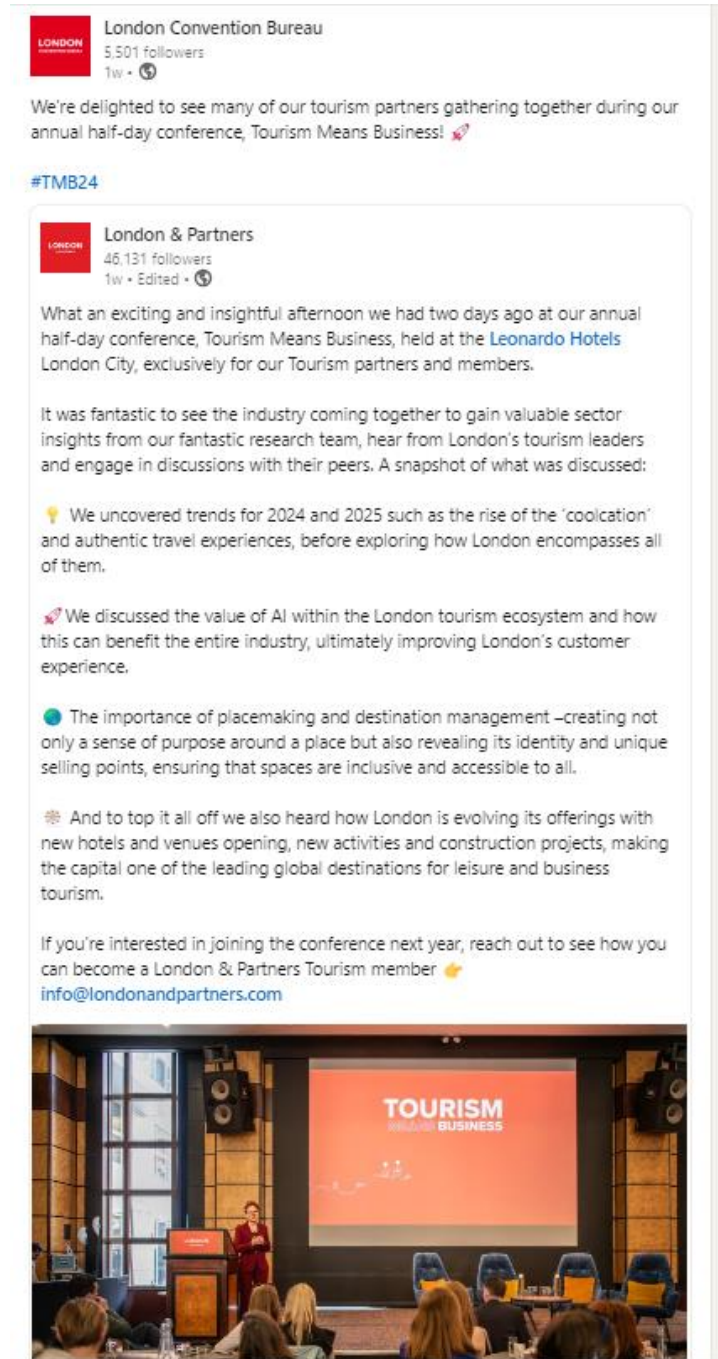 LONDON
London Convention Bureau
5,501 followers
1w •
We're delighted to see many of our tourism partners gathering together during our
annual half-day conference, Tourism Means Business! 🚀
#TMB24
LONDON
London & Partners
46,131 followers
1w • Edited •
What an exciting and insightful afternoon we had two days ago at our annual
half-day conference, Tourism Means Business, held at the Leonardo Hotels
London City, exclusively for our Tourism partners and members.
It was fantastic to see the industry coming together to gain valuable sector
insights from our fantastic research team, hear from London's tourism leaders
and engage in discussions with their peers. A snapshot of what was discussed:
💡 We uncovered trends for 2024 and 2025 such as the rise of the 'coolcation'
and authentic travel experiences, before exploring how London encompasses all
of them.
🚀We discussed the value of AI within the London tourism ecosystem and how
this can benefit the entire industry, ultimately improving London's customer
experience.
🌍 The importance of placemaking and destination management –creating not
only a sense of purpose around a place but also revealing its identity and unique
selling points, ensuring that spaces are inclusive and accessible to all.
🎡 And to top it all off we also heard how London is evolving its offerings with
new hotels and venues opening, new activities and construction projects, making
the capital one of the leading global destinations for leisure and business
tourism.
If you're interested in joining the conference next year, reach out to see how you
can become a London & Partners Tourism member 👉
info@londonandpartners.com
TOURISM
MEANS BUSINESS